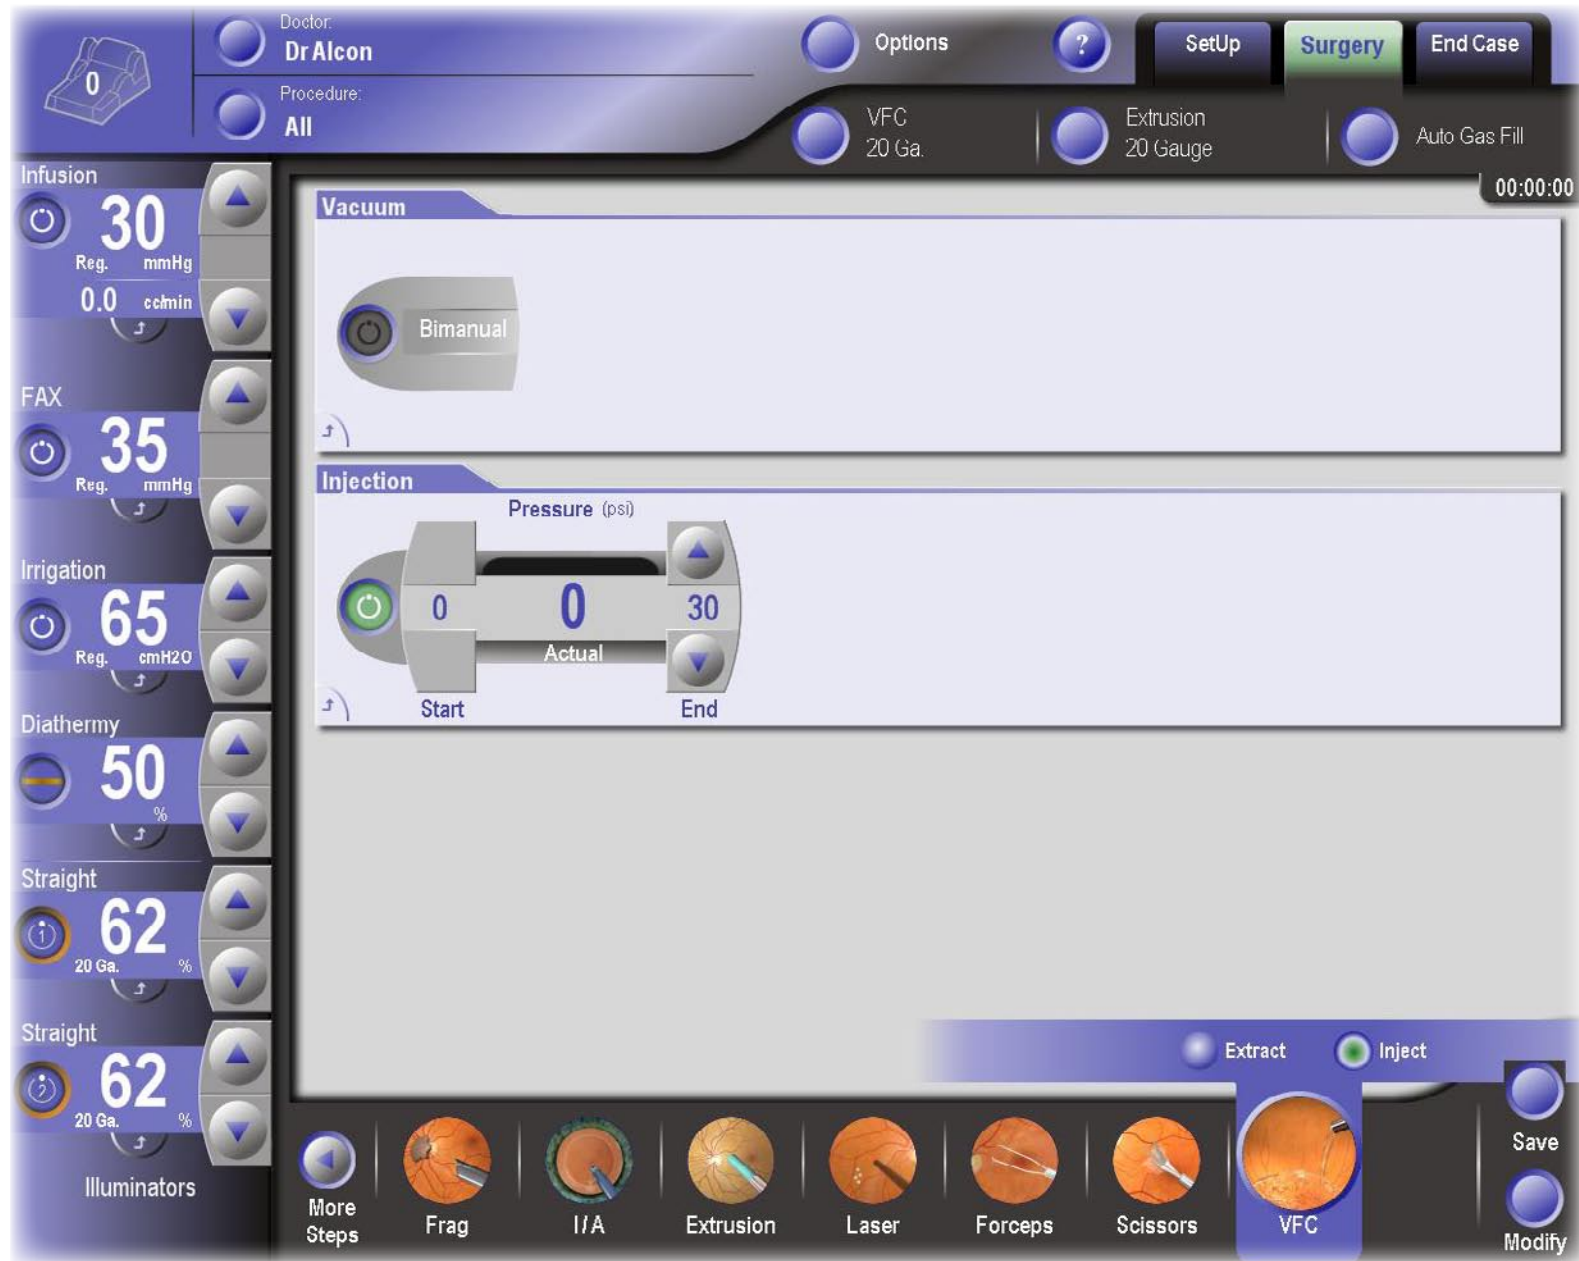 0
Doctor:
DrAlcon
Procedure:
All
Options
?
SetUp
Surgery
End Case
VFC
20 Ga.
Extrusion
20 Gauge
Auto Gas Fill
00:00:00
Infusion
30
Reg. mmHg
0.0 cc/min
FAX
35
Reg. mmHg
Irrigation
65
Reg. cmH2O
Diathermy
50
%
Straight
1
62
20 Ga. %
Straight
2
62
20 Ga. %
Illuminators
Vacuum
Bimanual
Injection
Pressure (psi)
0 0 30
Actual
Start End
Extract Inject
More
Steps
Frag
I/A
Extrusion
Laser
Forceps
Scissors
VFC
Save
Modify